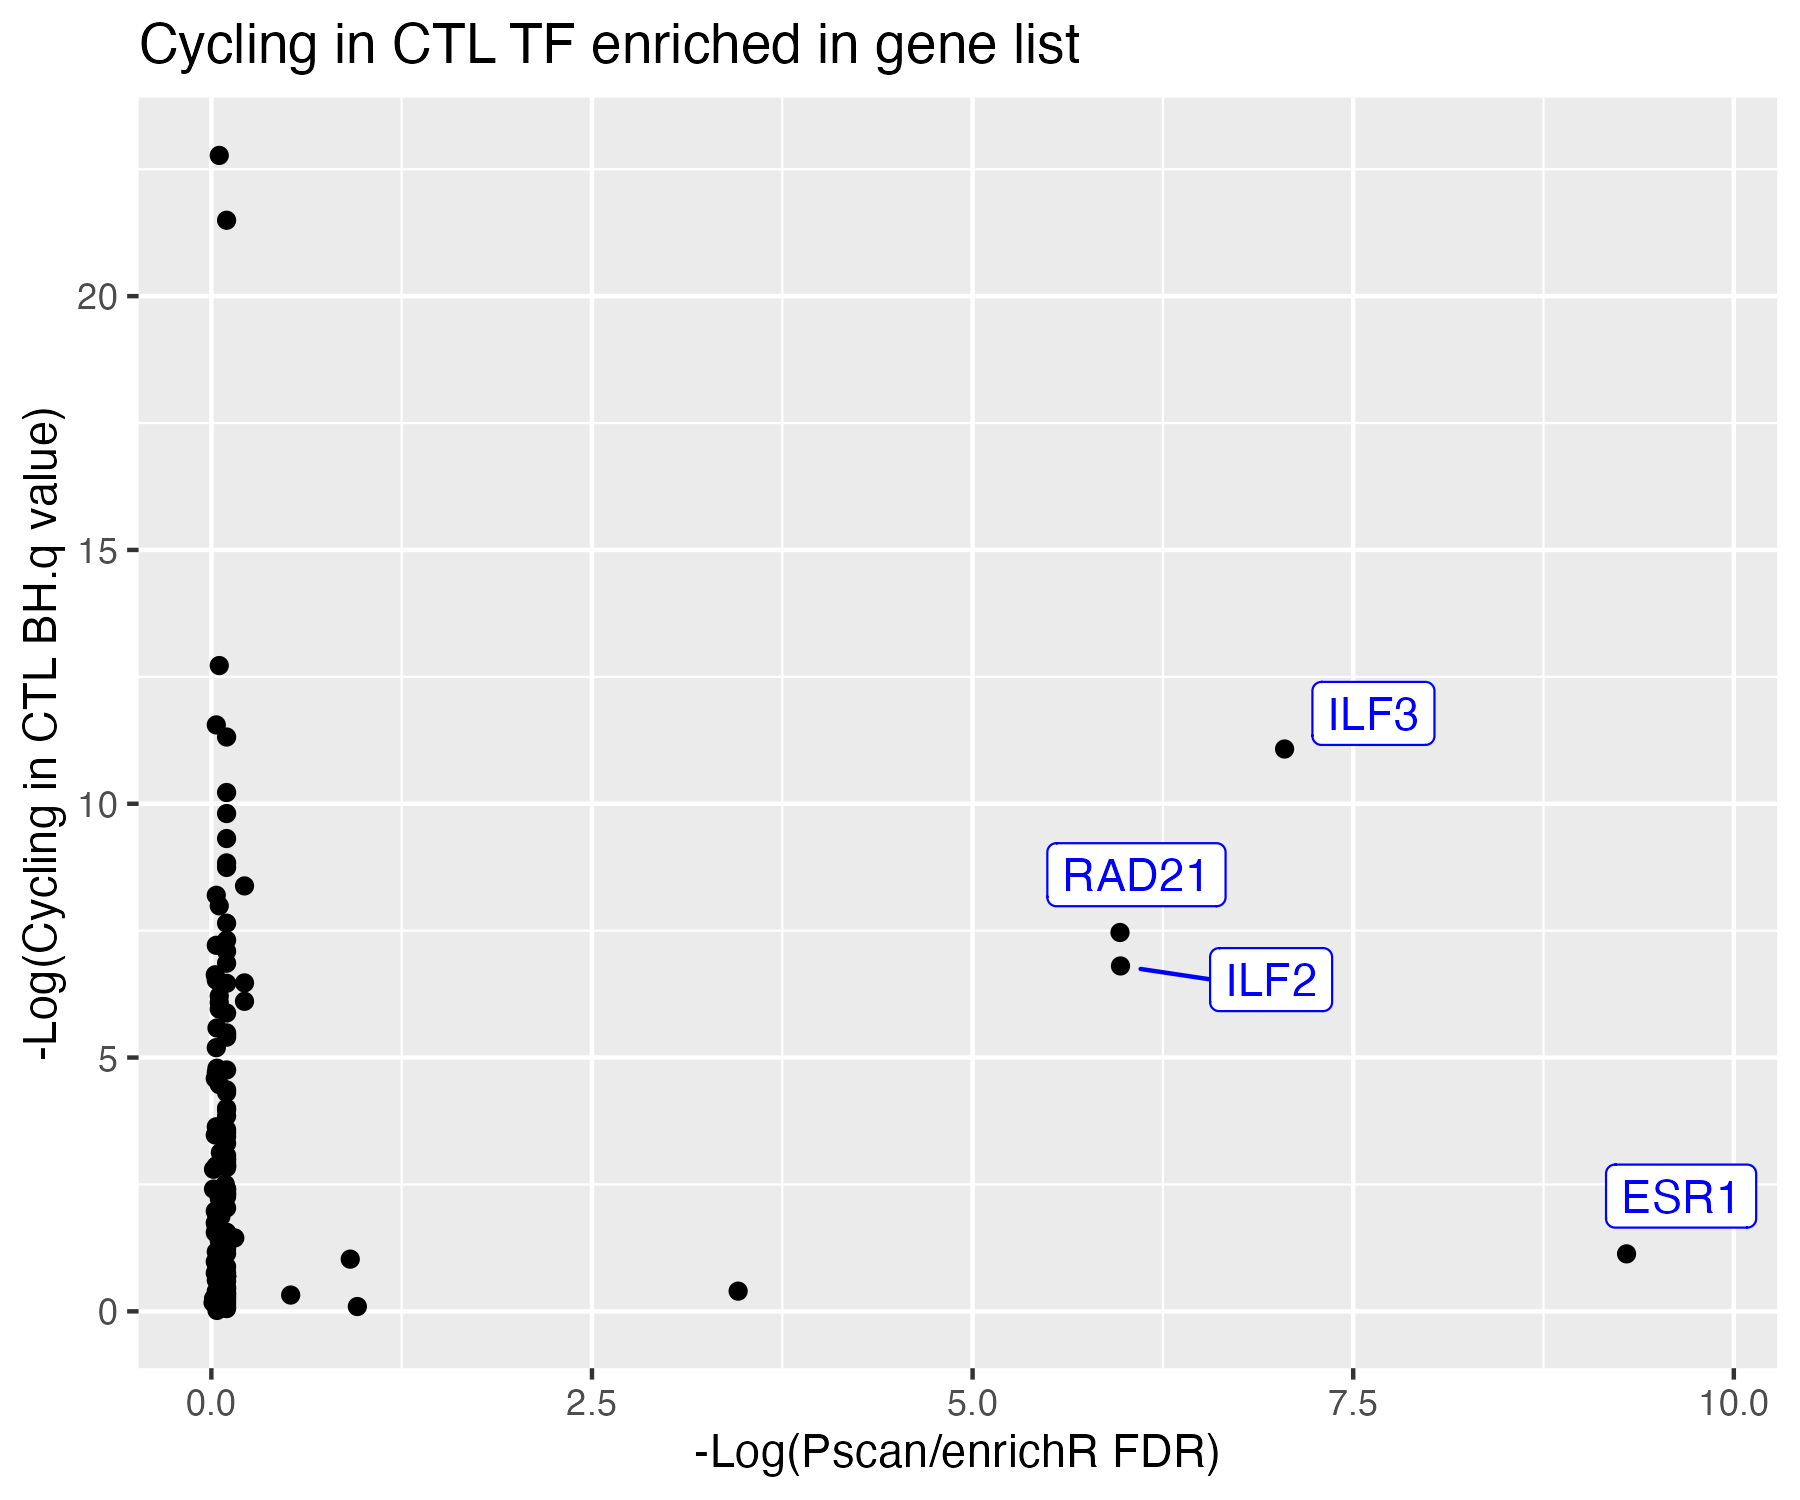 Cycling in CTL TF enriched in gene list
-Log(Cycling in CTL BH.q value)
20
15
10
5
0
ILF3
RAD21
ILF2
ESR1
0.0 2.5 5.0 7.5 10.0
-Log(Pscan/enrichR FDR)